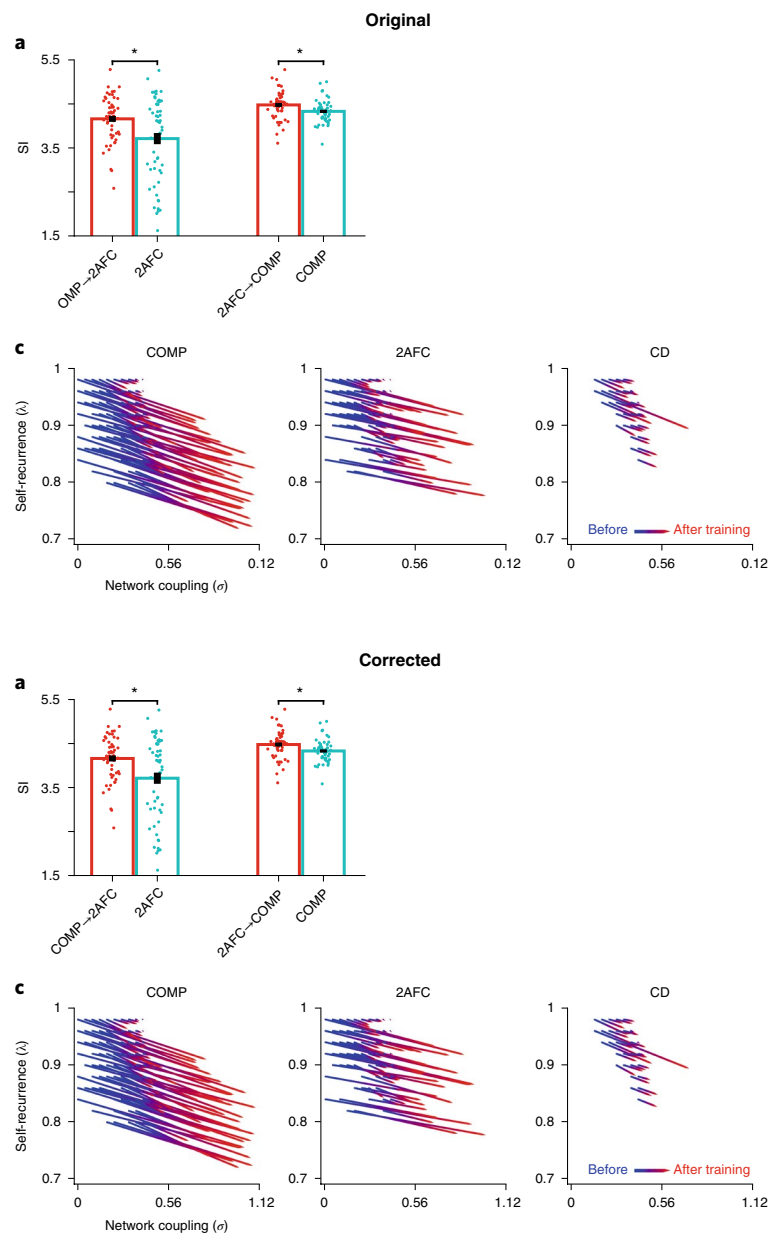 Original
a
*
*
5.5
3.5
1.5
SI
OMP→2AFC
2AFC
2AFC→COMP
COMP
c
COMP
2AFC
CD
1
0.9
0.8
0.7
Self-recurrence (λ)
1
0.9
0.8
0.7
1
0.9
0.8
0.7
Before After training
0 0.56 0.12
0 0.56 0.12
0 0.56 1.12
Network coupling (σ)
Corrected
a
*
*
5.5
3.5
1.5
SI
COMP→2AFC
2AFC
2AFC→COMP
COMP
c
COMP
2AFC
CD
1
0.9
0.8
0.7
Self-recurrence (λ)
1
0.9
0.8
0.7
1
0.9
0.8
0.7
Before After training
0 0.56 1.12
0 0.56 1.12
0 0.56 1.12
Network coupling (σ)